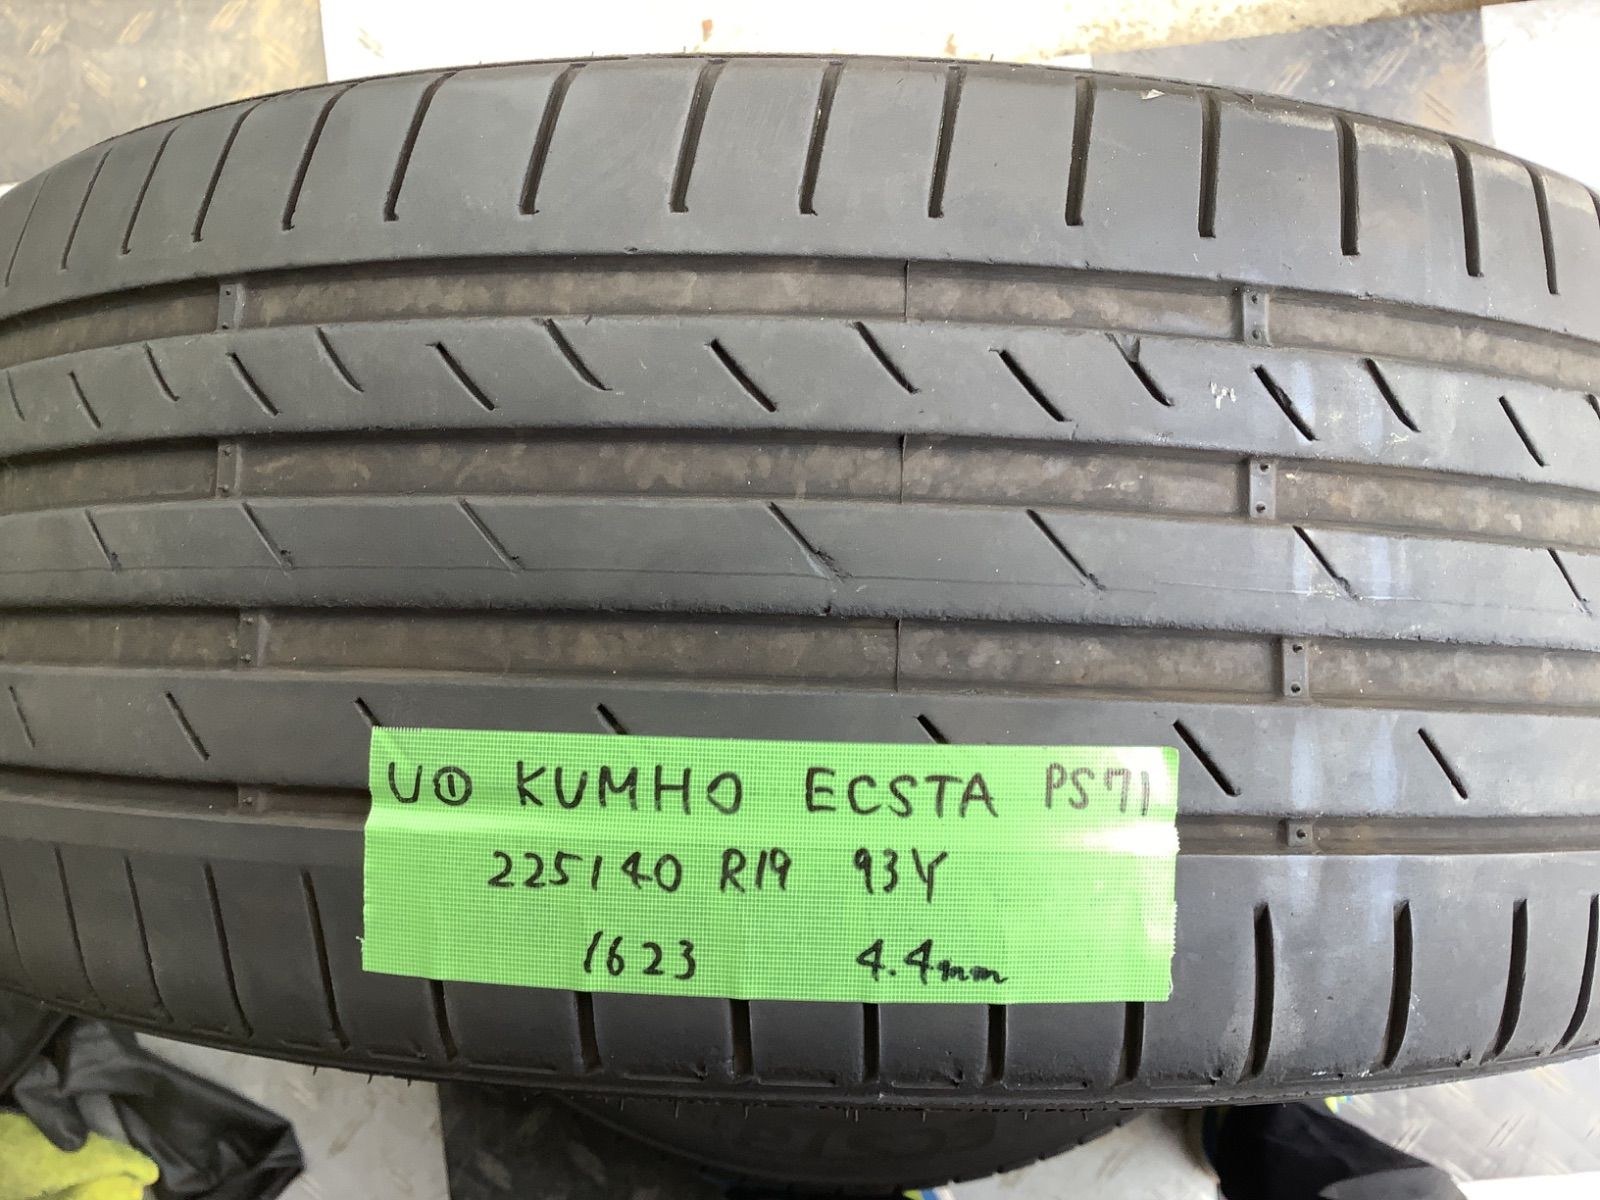 U① KUMHO ECSTA PS71
225/40 R19 93Y
1623 4.4mm